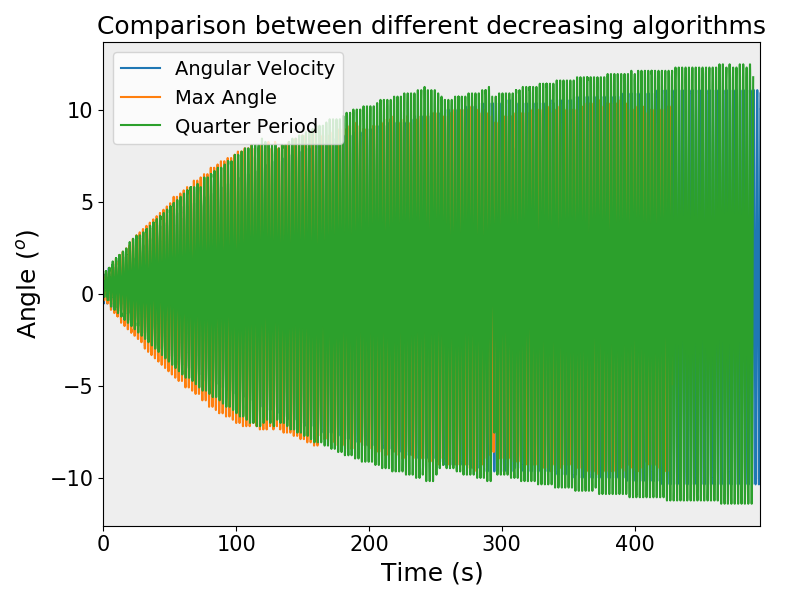 Comparison between different decreasing algorithms
Angular Velocity
Max Angle
Quarter Period
10
5
0
−5
−10
Angle (°)
0 100 200 300 400
Time (s)